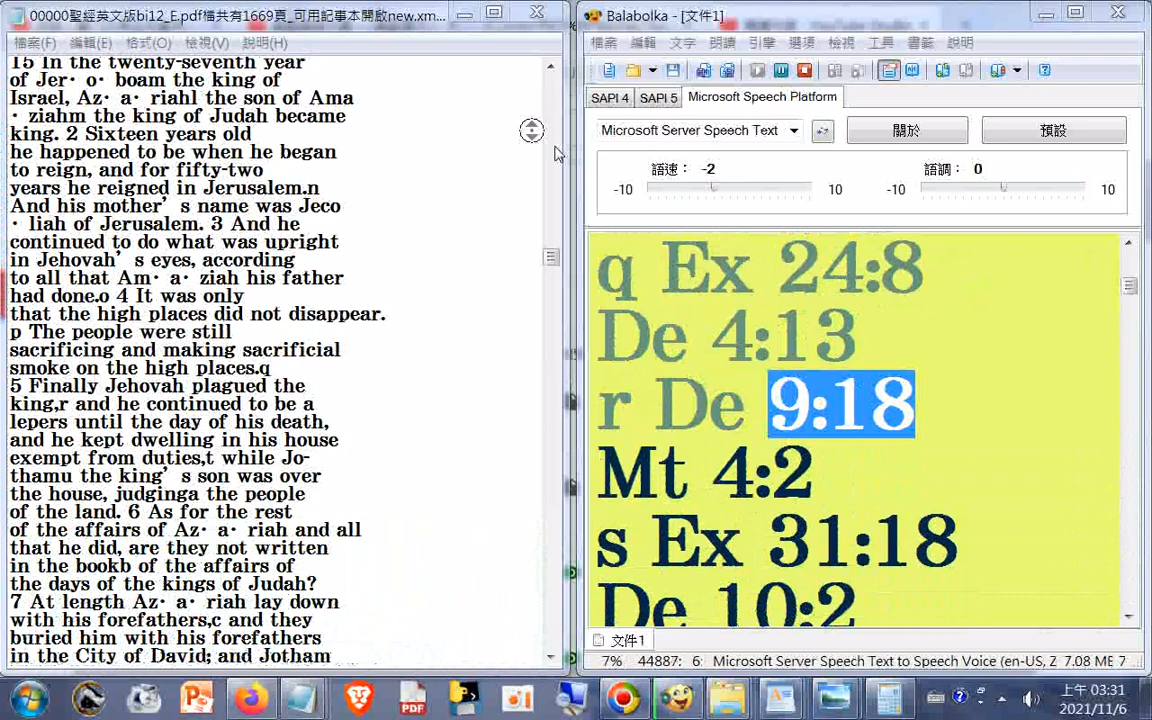 00000聖經英文版bi12_E.pdf檔共有1669頁_可用記事本開啟new.xm...
檔案(F) 編輯(E) 格式(O) 檢視(V) 說明(H)
15 In the twenty-seventh year
of Jer‧o‧boam the king of
Israel, Az‧a‧riahl the son of Ama
‧ziahm the king of Judah became
king. 2 Sixteen years old
he happened to be when he began
to reign, and for fifty-two
years he reigned in Jerusalem.n
And his mother’s name was Jeco
‧liah of Jerusalem. 3 And he
continued to do what was upright
in Jehovah’s eyes, according
to all that Am‧a‧ziah his father
had done.o 4 It was only
that the high places did not disappear.
p The people were still
sacrificing and making sacrificial
smoke on the high places.q
5 Finally Jehovah plagued the
king,r and he continued to be a
lepers until the day of his death,
and he kept dwelling in his house
exempt from duties,t while Jo-
thamu the king’s son was over
the house, judginga the people
of the land. 6 As for the rest
of the affairs of Az‧a‧riah and all
that he did, are they not written
in the bookb of the affairs of
the days of the kings of Judah?
7 At length Az‧a‧riah lay down
with his forefathers,c and they
buried him with his forefathers
in the City of David; and Jotham
Balabolka - [文件1]
檔案 編輯 文字 朗讀 引擎 選項 檢視 工具 書籤 說明
SAPI 4 SAPI 5 Microsoft Speech Platform
Microsoft Server Speech Text 關於 預設
語速: -2 語調: 0
-10 10 -10 10
q Ex 24:8
De 4:13
r De 9:18
Mt 4:2
s Ex 31:18
De 10:2
文件1
7% 44887: 6: Microsoft Server Speech Text to Speech Voice (en-US, Z 7.08 ME 7
上午 03:31
2021/11/6